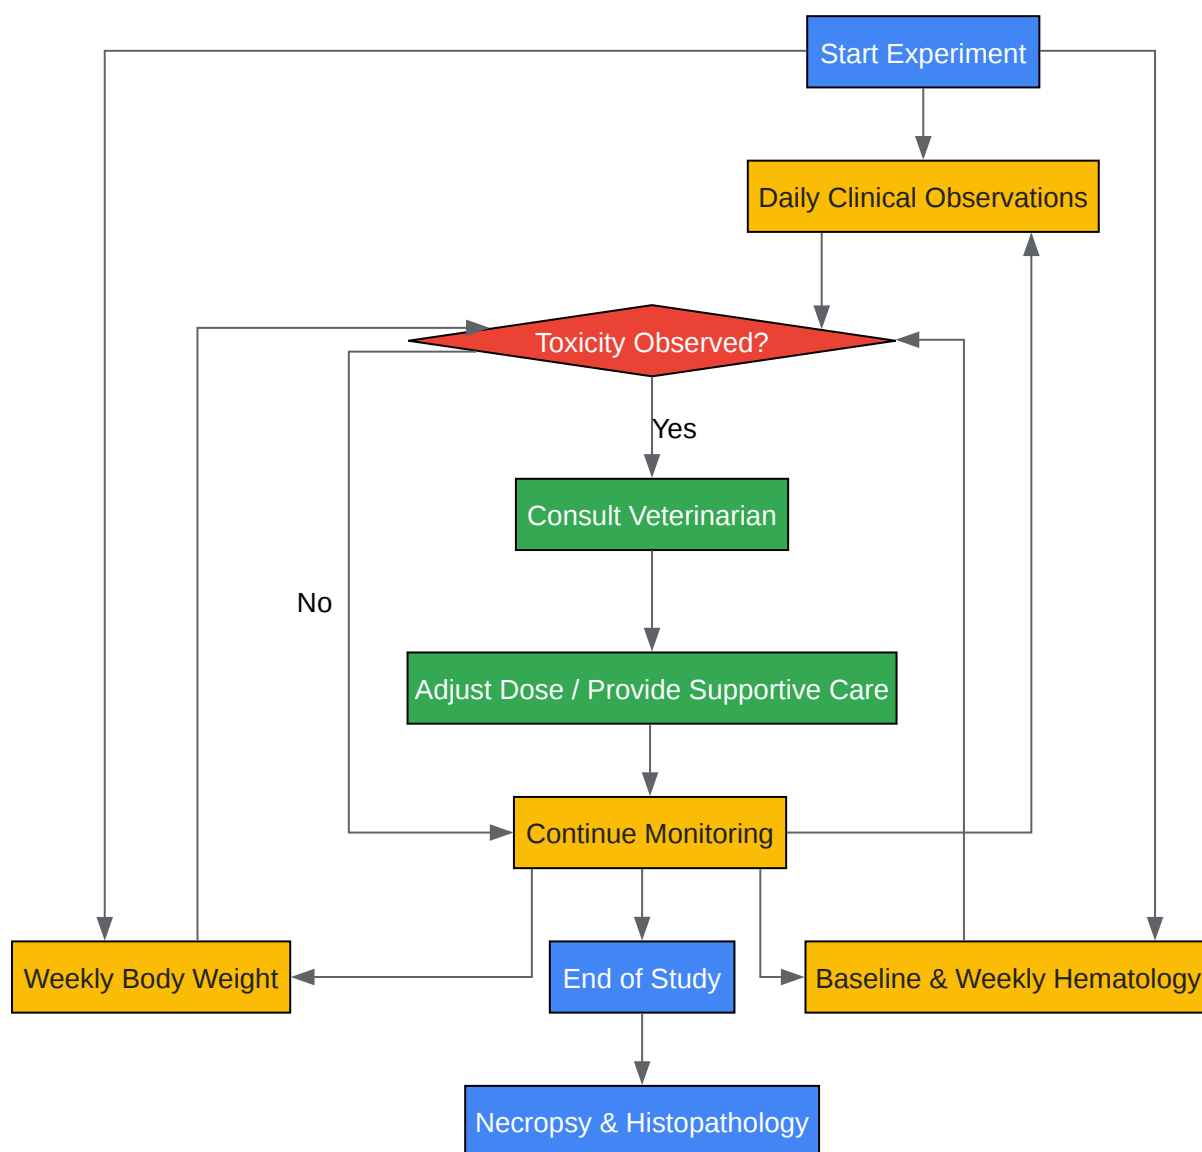 Start Experiment
Daily Clinical Observations
Toxicity Observed?
Yes
Consult Veterinarian
No
Adjust Dose / Provide Supportive Care
Continue Monitoring
Weekly Body Weight
End of Study
Baseline & Weekly Hematology
Necropsy & Histopathology